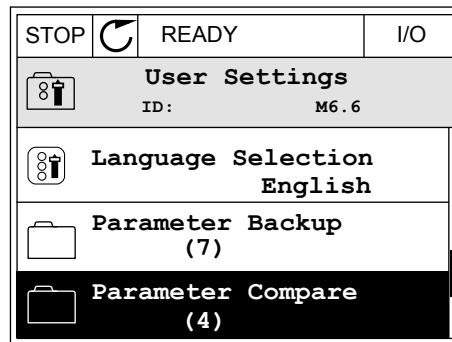 STOP READY I/O
User Settings
ID: M6.6
Language Selection
English
Parameter Backup
(7)
Parameter Compare
(4)